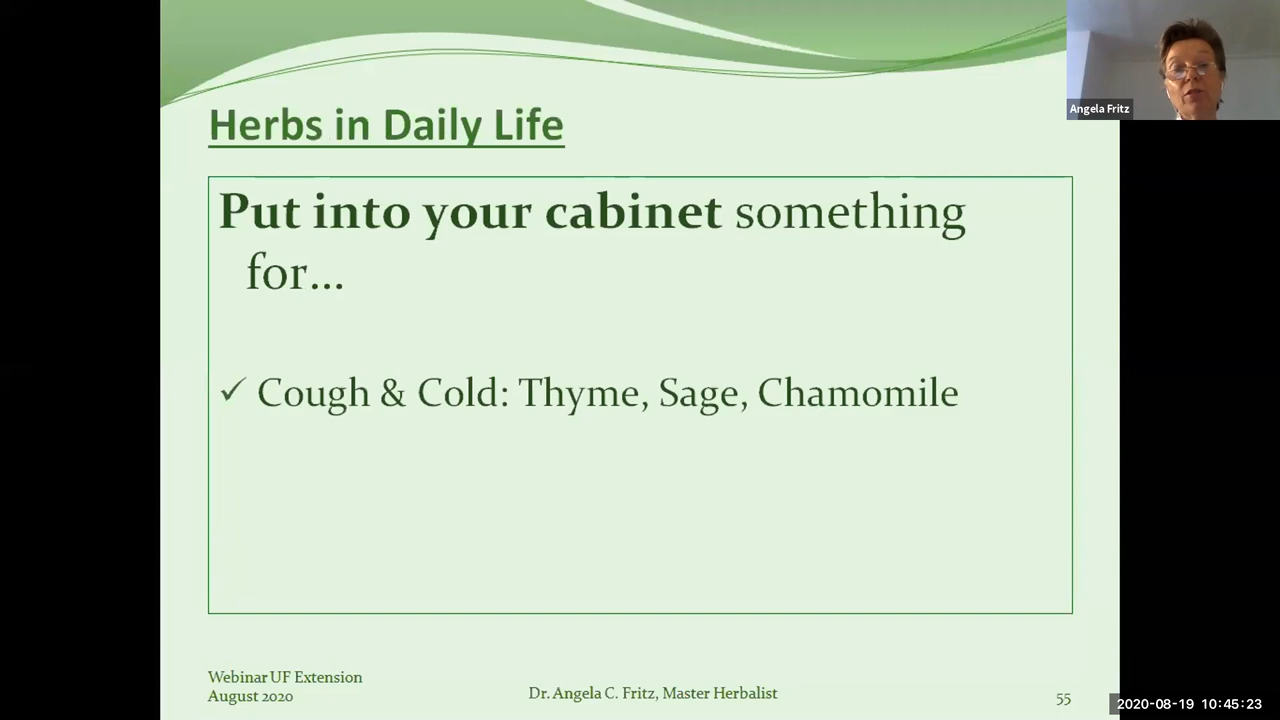 Angela Fritz
Herbs in Daily Life
Put into your cabinet something
for...
✓ Cough & Cold: Thyme, Sage, Chamomile
Webinar UF Extension
August 2020
Dr. Angela C. Fritz, Master Herbalist
55
2020-08-19 10:45:23